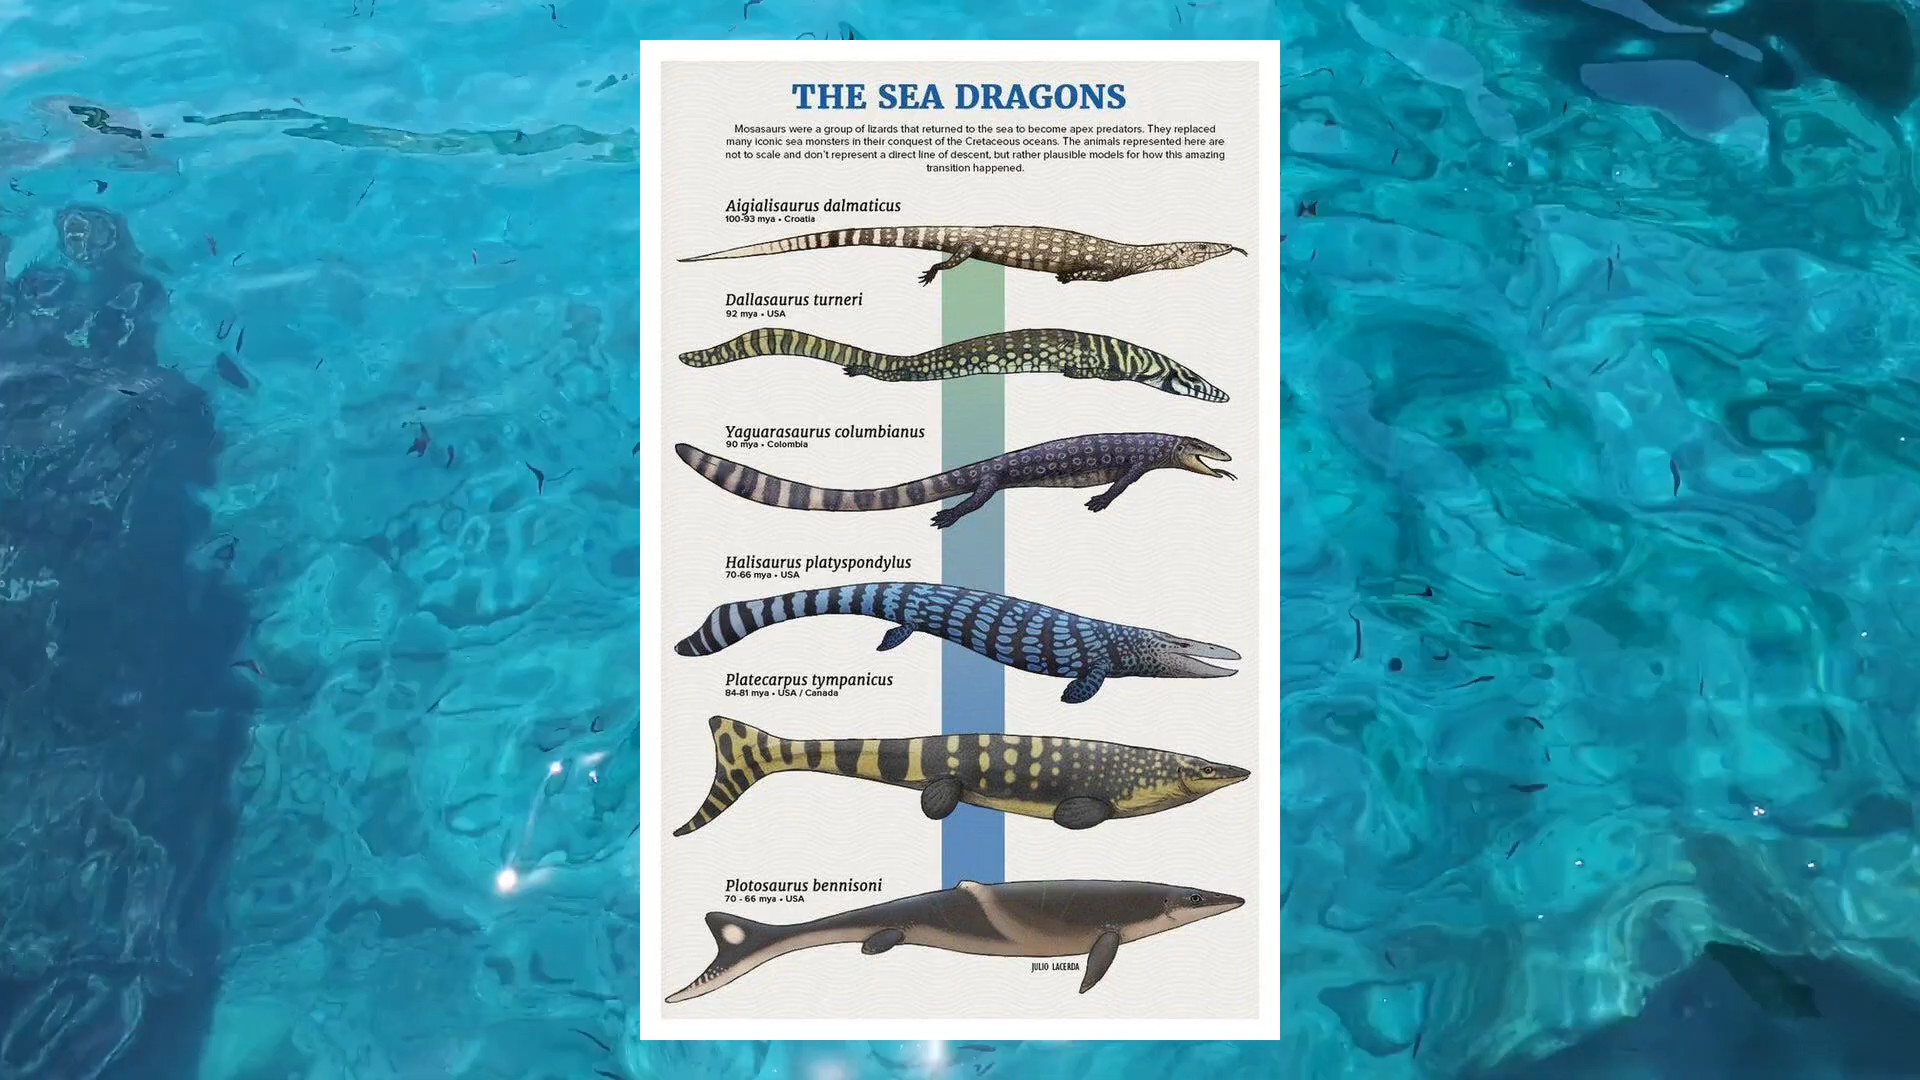 THE SEA DRAGONS
Mosasaurs were a group of lizards that returned to the sea to become apex predators. They replaced
many iconic sea monsters in their conquest of the Cretaceous oceans. The animals represented here are
not to scale and don't represent a direct line of descent, but rather plausible models for how this amazing
transition happened.
Aigialisaurus dalmaticus
100-93 mya • Croatia
Dallasaurus turneri
92 mya • USA
Yaguarasaurus columbianus
90 mya • Colombia
Halisaurus platyspondylus
70-66 mya • USA
Platecarpus tympanicus
84-81 mya • USA / Canada
Plotosaurus bennisoni
70 - 66 mya • USA
JULIO LACERDA